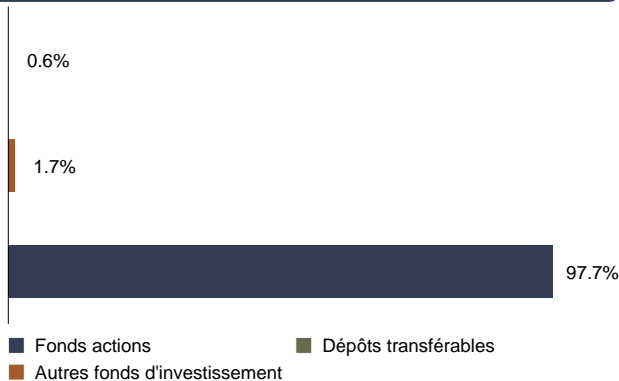 0.6%
1.7%
97.7%
Fonds actions
Dépôts transférables
Autres fonds d'investissement